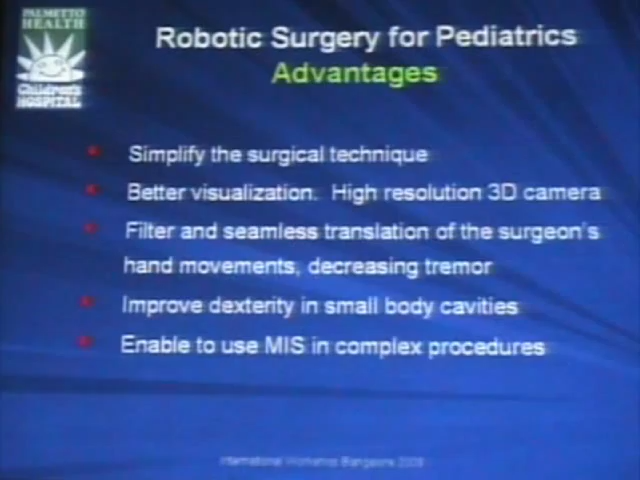 PALMETTO
HEALTH
Children's
HOSPITAL
Robotic Surgery for Pediatrics
Advantages
Simplify the surgical technique
Better visualization. High resolution 3D camera
Filter and seamless translation of the surgeon's
hand movements, decreasing tremor
Improve dexterity in small body cavities
Enable to use MIS in complex procedures
International